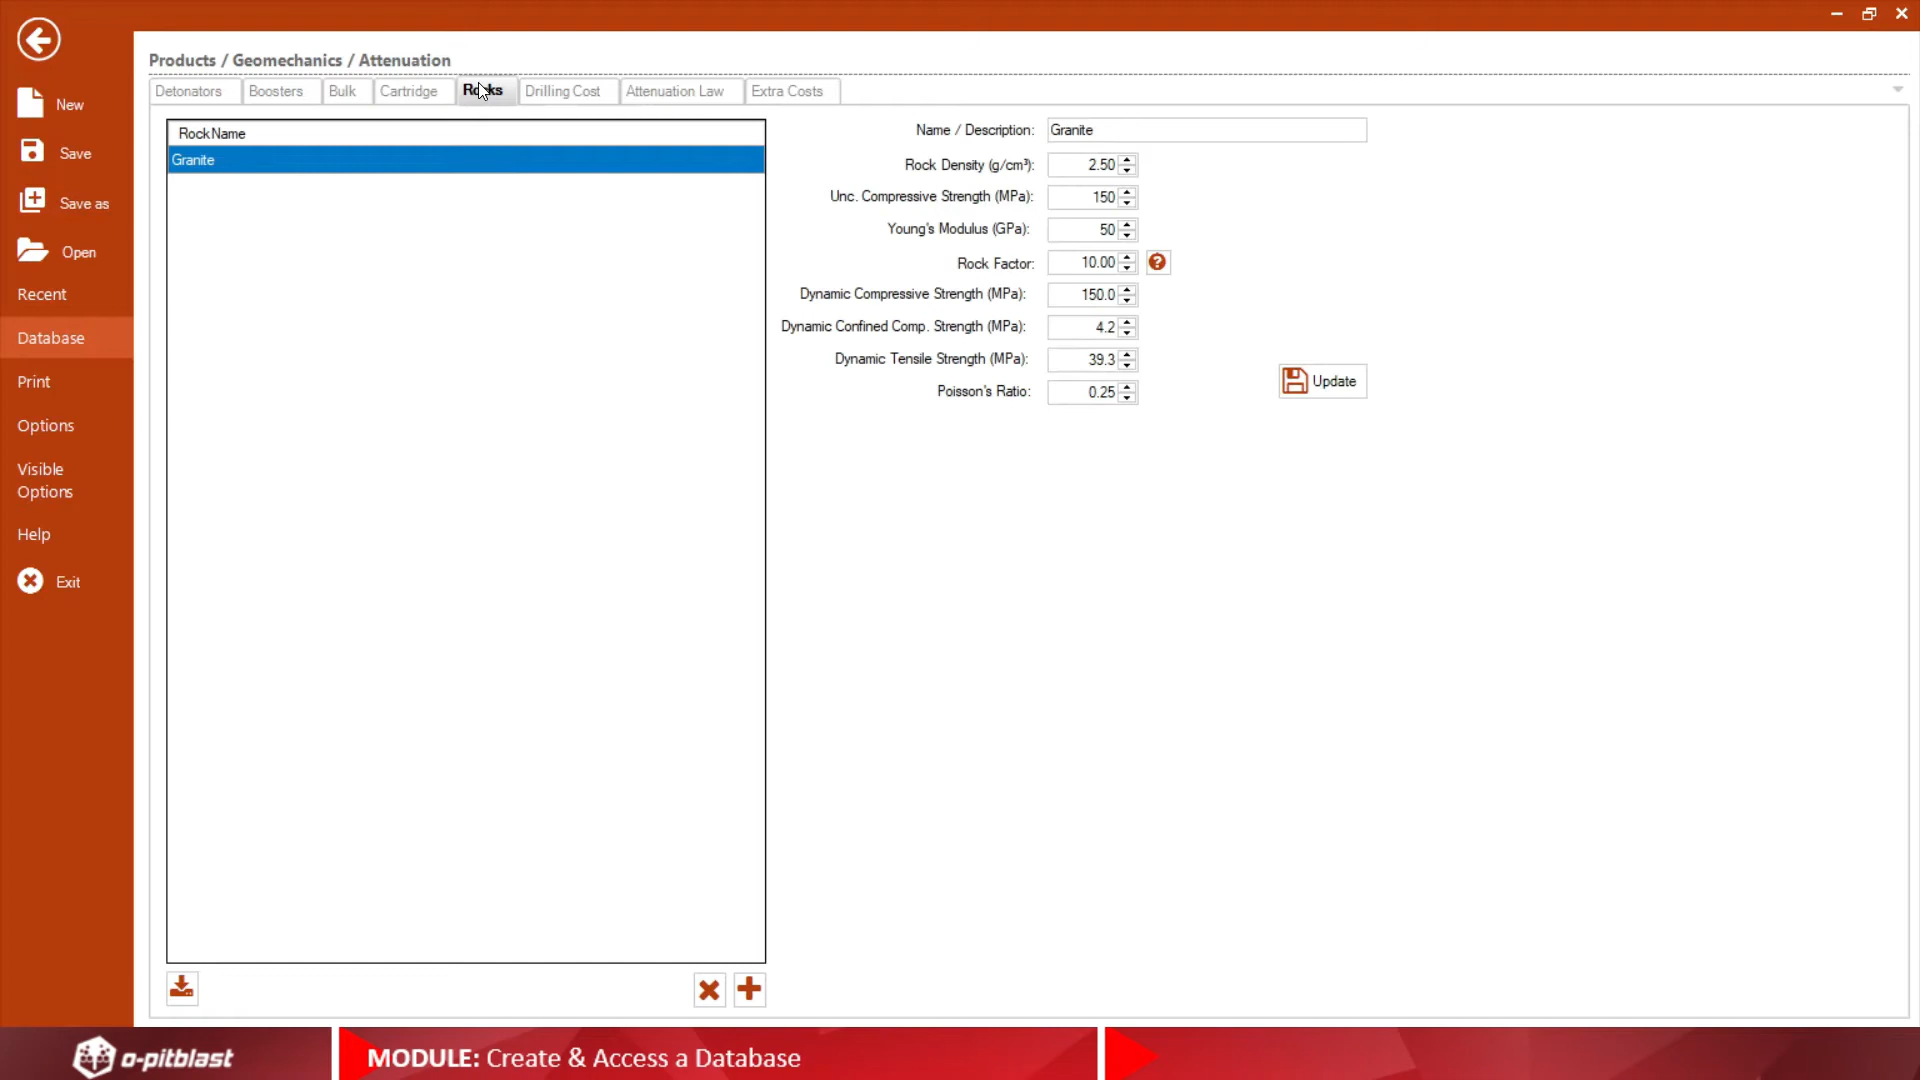 Products / Geomechanics / Attenuation
Detonators Boosters Bulk Cartridge Rocks Drilling Cost Attenuation Law Extra Costs
New
Save
Save as
Open
Recent
Database
Print
Options
Visible
Options
Help
Exit
RockName
Granite
Name / Description: Granite
Rock Density (g/cm³): 2.50
Unc. Compressive Strength (MPa): 150
Young's Modulus (GPa): 50
Rock Factor: 10.00 ?
Dynamic Compressive Strength (MPa): 150.0
Dynamic Confined Comp. Strength (MPa): 4.2
Dynamic Tensile Strength (MPa): 39.3
Poisson's Ratio: 0.25
Update
o-pitblast
MODULE: Create & Access a Database